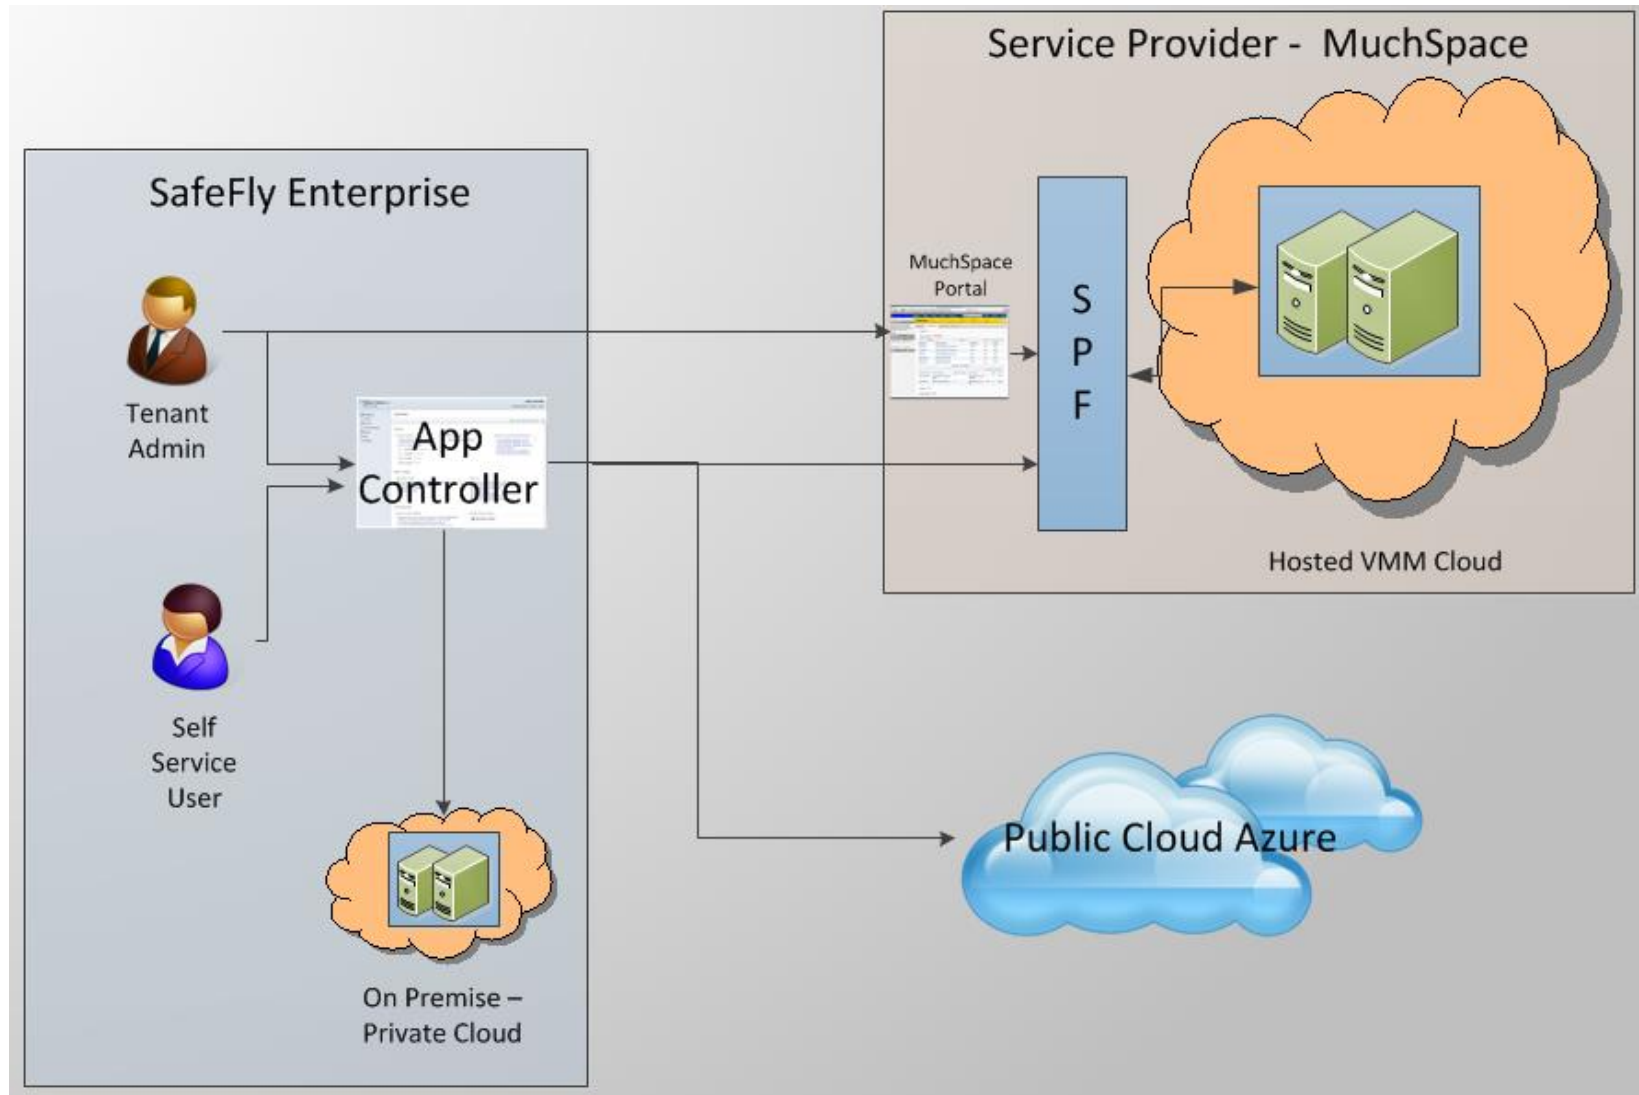 Service Provider -  MuchSpace
SafeFly Enterprise
MuchSpace
Portal
S
P
F
Tenant
Admin
App
Controller
Hosted VMM Cloud
Self
Service
User
Public Cloud Azure
On Premise –
Private Cloud